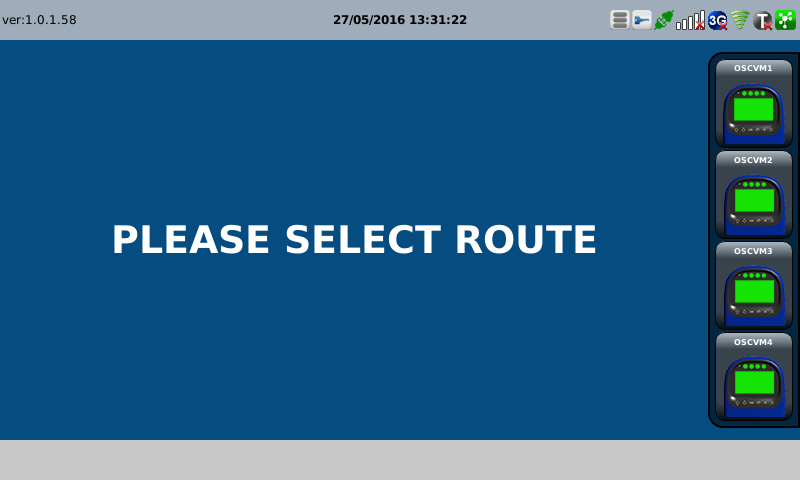 ver:1.0.1.58
27/05/2016 13:31:22
3G
T
OSCVM1
OSCVM2
PLEASE SELECT ROUTE
OSCVM3
OSCVM4